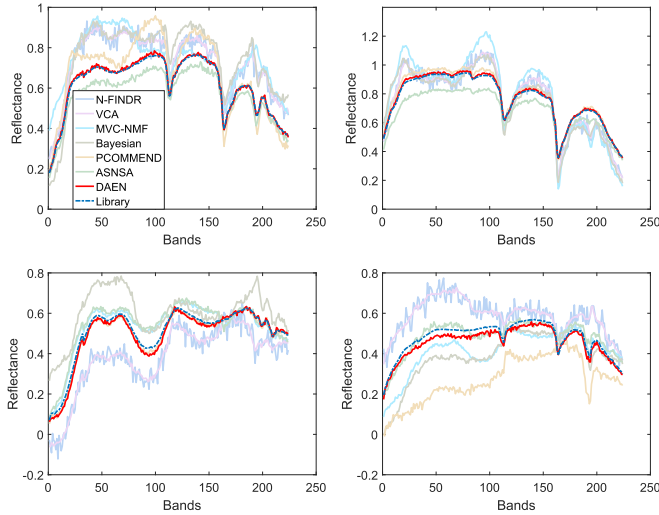 1
0.8
0.6
0.4
0.2
0
Reflectance
0 50 100 150 200 250
Bands
N-FINDR
VCA
MVC-NMF
Bayesian
PCOMMEND
ASNSA
DAEN
Library
1.2
1
0.8
0.6
0.4
0.2
0
Reflectance
0 50 100 150 200 250
Bands
0.8
0.6
0.4
0.2
0
-0.2
Reflectance
0 50 100 150 200 250
Bands
0.8
0.6
0.4
0.2
0
-0.2
Reflectance
0 50 100 150 200 250
Bands